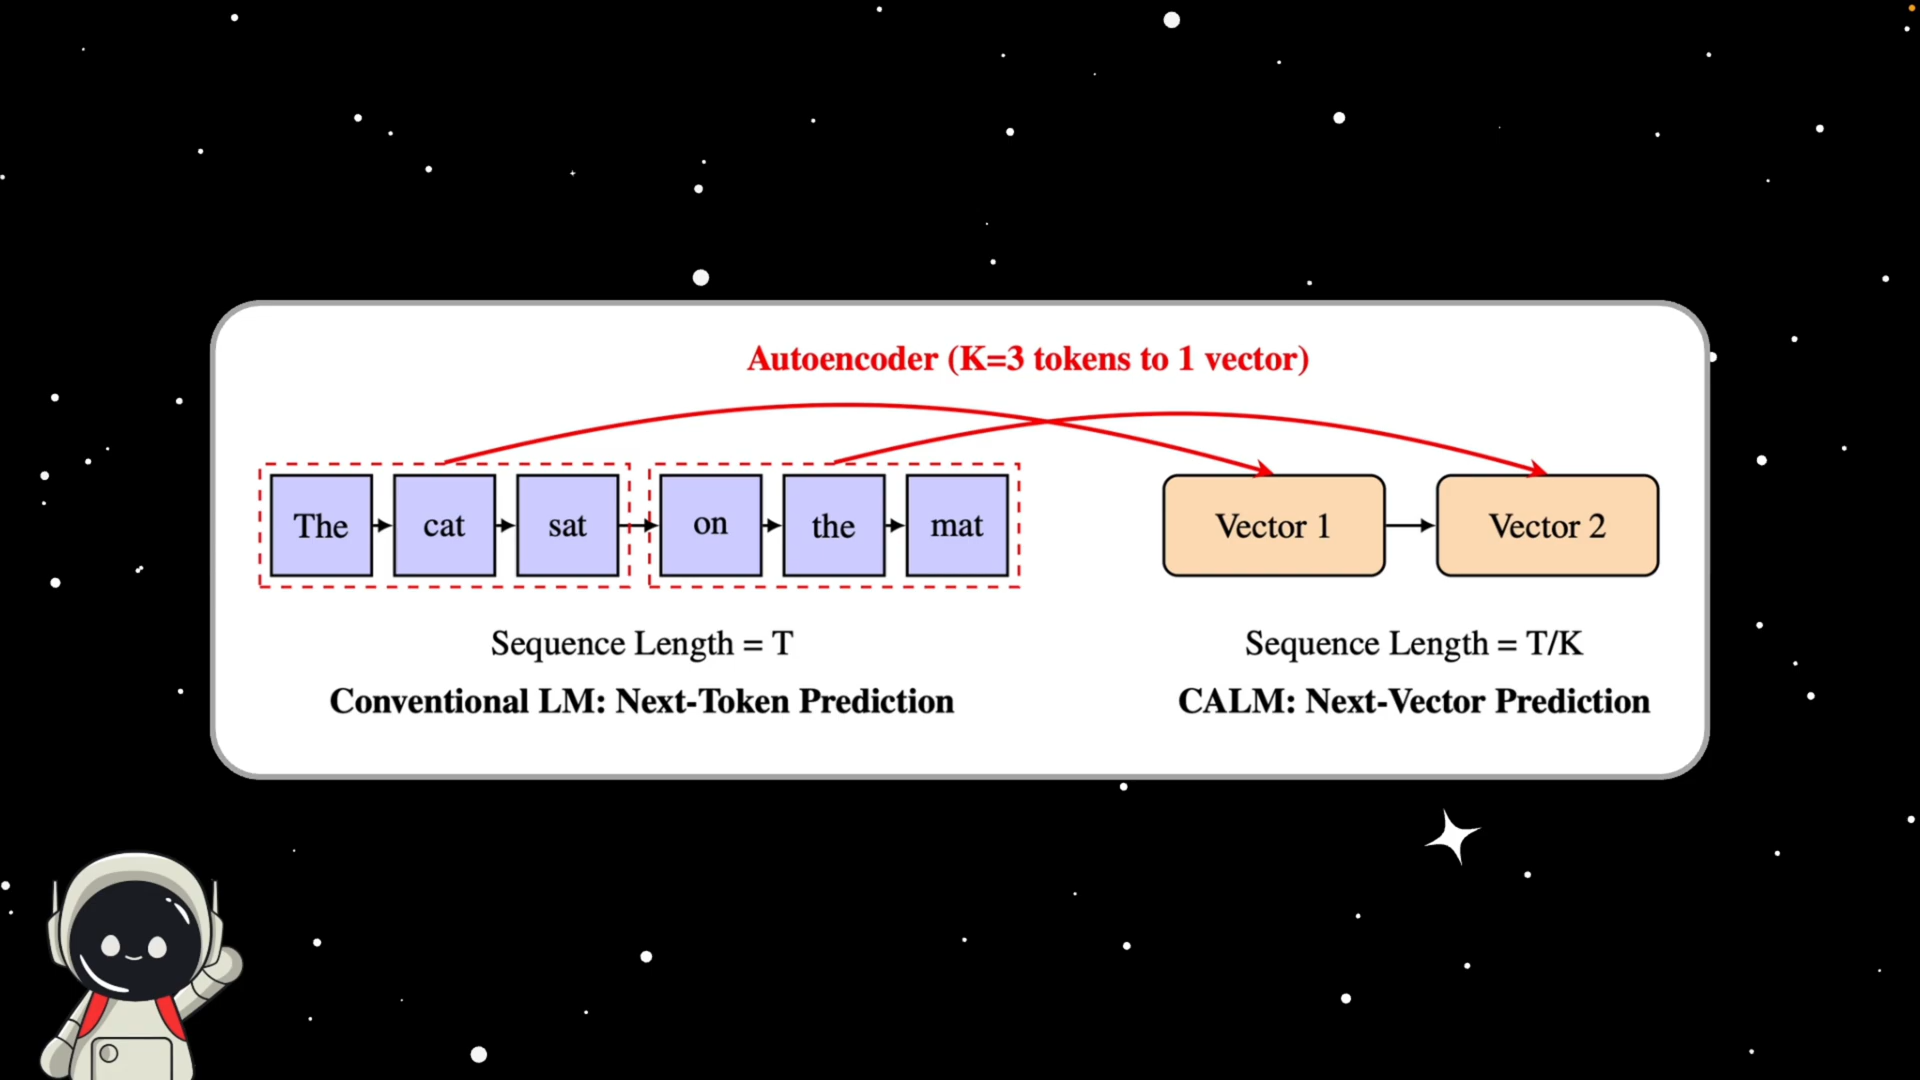 Autoencoder (K=3 tokens to 1 vector)
The cat sat on the mat
Vector 1 Vector 2
Sequence Length = T
Sequence Length = T/K
Conventional LM: Next-Token Prediction
CALM: Next-Vector Prediction